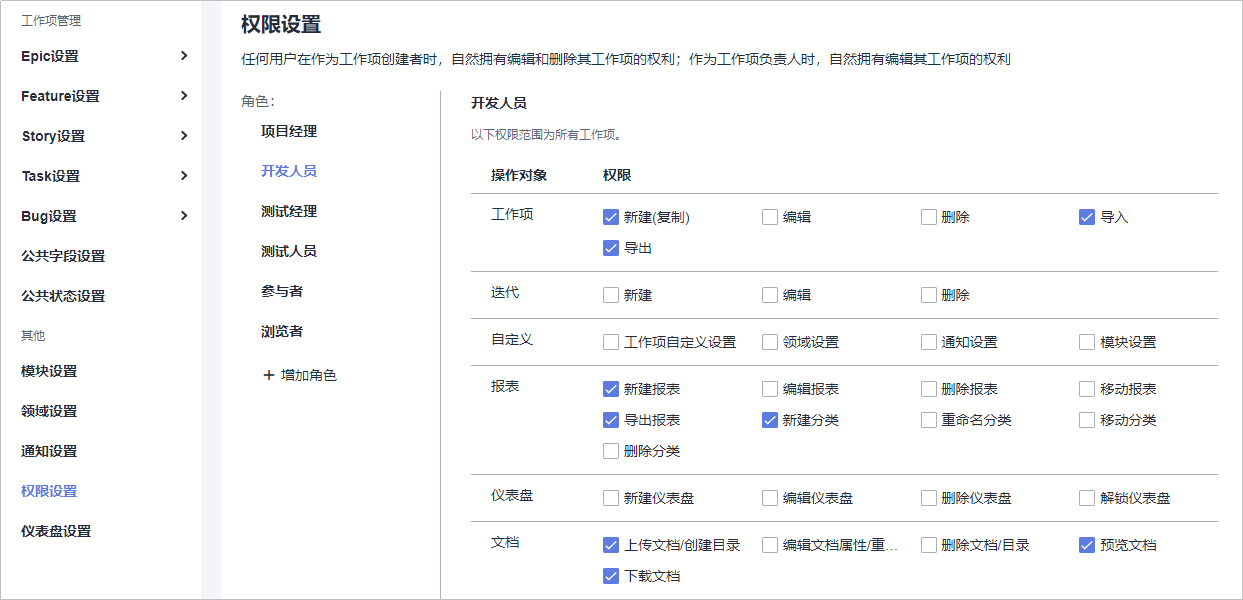 工作项管理
Epic设置
Feature设置
Story设置
Task设置
Bug设置
公共字段设置
公共状态设置
其他
模块设置
领域设置
通知设置
权限设置
仪表盘设置
权限设置
任何用户在作为工作项创建者时，自然拥有编辑和删除其工作项的权利；作为工作项负责人时，自然拥有编辑其工作项的权利
角色：
项目经理
开发人员
测试经理
测试人员
参与者
浏览者
+ 增加角色
开发人员
以下权限范围为所有工作项。
操作对象 权限
工作项 新建(复制) 编辑 删除 导入
导出
迭代 新建 编辑 删除
自定义 工作项自定义设置 领域设置 通知设置 模块设置
报表 新建报表 编辑报表 删除报表 移动报表
导出报表 新建分类 重命名分类 移动分类
删除分类
仪表盘 新建仪表盘 编辑仪表盘 删除仪表盘 解锁仪表盘
文档 上传文档/创建目录 编辑文档属性/重... 删除文档/目录 预览文档
下载文档